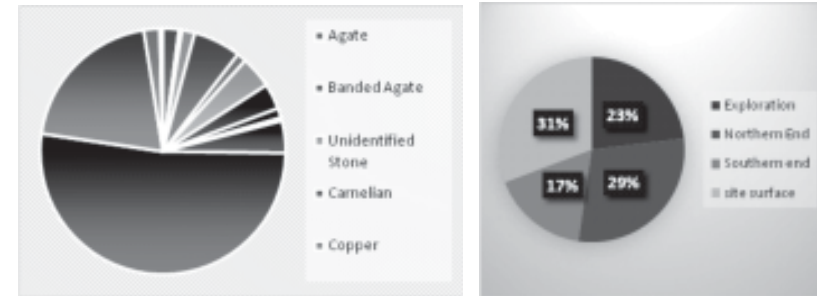 Agate
Banded Agate
Unidentified
Stone
Carnelian
Copper
31%
23%
17%
29%
Exploration
Northern End
Southern end
site surface